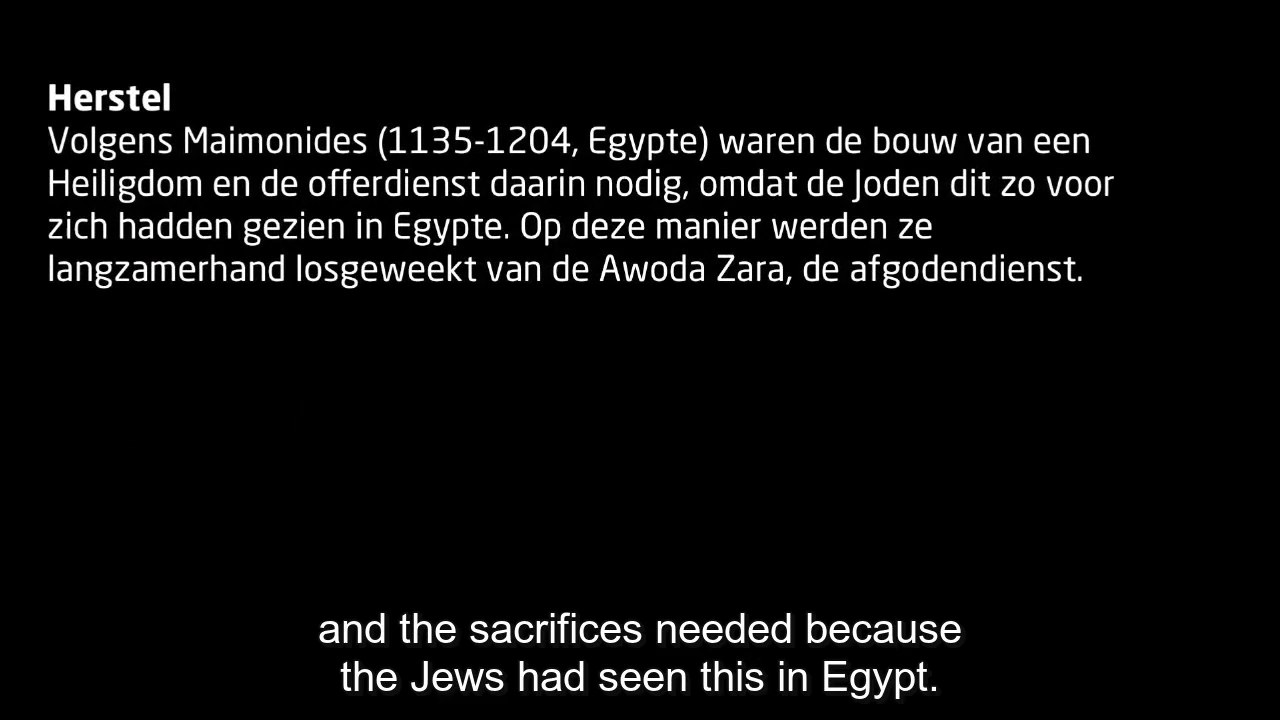 Herstel
Volgens Maimonides (1135-1204, Egypte) waren de bouw van een
Heiligdom en de offerdienst daarin nodig, omdat de Joden dit zo voor
zich hadden gezien in Egypte. Op deze manier werden ze
langzamerhand losgeweekt van de Awoda Zara, de afgodendienst.
and the sacrifices needed because
the Jews had seen this in Egypt.